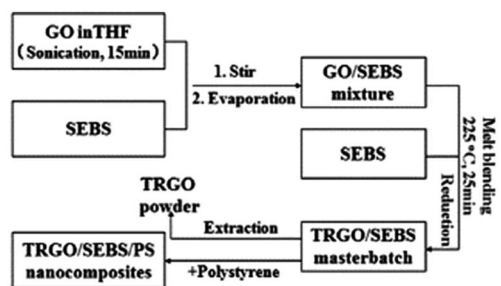 GO inTHF
(Sonication, 15min)
1. Stir
2. Evaporation
GO/SEBS
mixture
SEBS
SEBS
Melt blending
225 °C, 25min
Reduction
TRGO
powder
Extraction
TRGO/SEBS
masterbatch
+Polystyrene
TRGO/SEBS/PS
nanocomposites